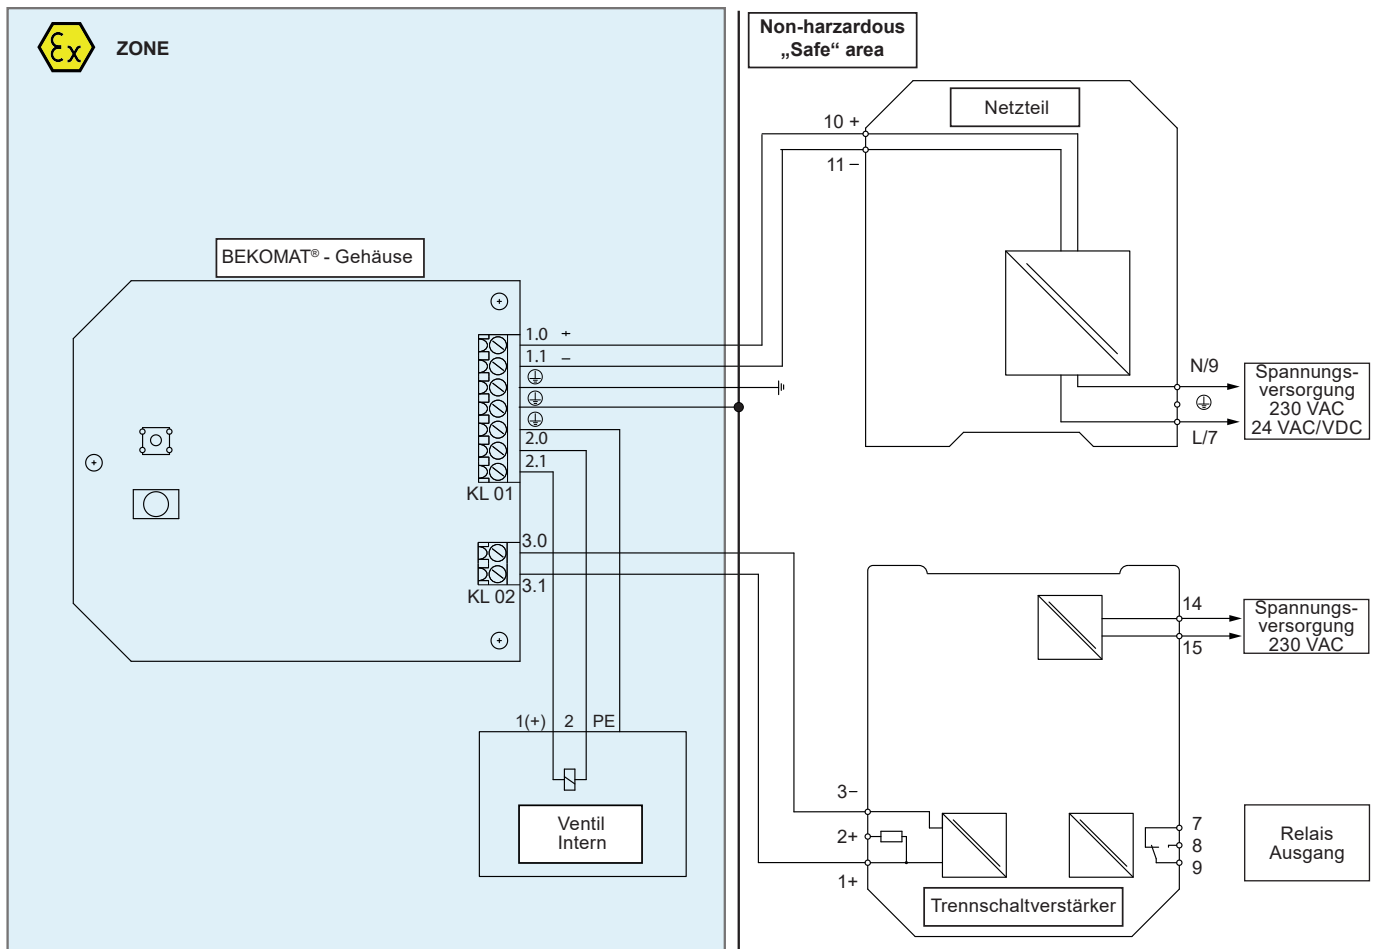 Ex
ZONE
Non-harzardous
„Safe“ area
Netzteil
10 +
11 –
BEKOMAT® - Gehäuse
1.0 +
1.1 –
2.0
2.1
KL 01
N/9
L/7
Spannungs-
versorgung
230 VAC
24 VAC/VDC
3.0
3.1
KL 02
14
15
Spannungs-
versorgung
230 VAC
1(+) 2 PE
Ventil
Intern
3–
2+
1+
7
8
9
Relais
Ausgang
Trennschaltverstärker